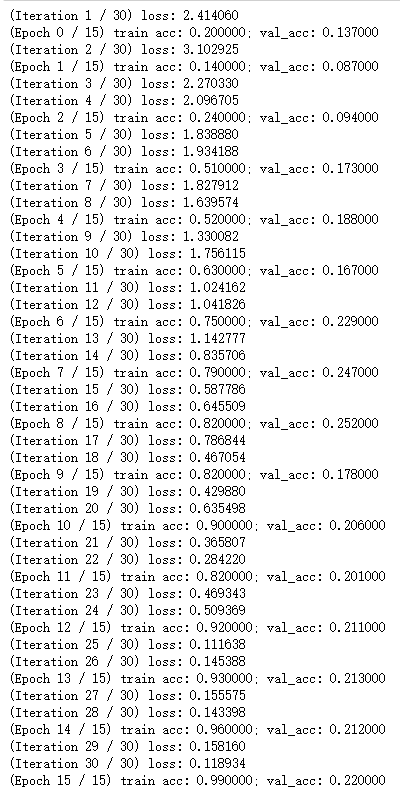 (Iteration 1 / 30) loss: 2.414060
(Epoch 0 / 15) train acc: 0.200000; val_acc: 0.137000
(Iteration 2 / 30) loss: 3.102925
(Epoch 1 / 15) train acc: 0.140000; val_acc: 0.087000
(Iteration 3 / 30) loss: 2.270330
(Iteration 4 / 30) loss: 2.096705
(Epoch 2 / 15) train acc: 0.240000; val_acc: 0.094000
(Iteration 5 / 30) loss: 1.838880
(Iteration 6 / 30) loss: 1.934188
(Epoch 3 / 15) train acc: 0.510000; val_acc: 0.173000
(Iteration 7 / 30) loss: 1.827912
(Iteration 8 / 30) loss: 1.639574
(Epoch 4 / 15) train acc: 0.520000; val_acc: 0.188000
(Iteration 9 / 30) loss: 1.330082
(Iteration 10 / 30) loss: 1.756115
(Epoch 5 / 15) train acc: 0.630000; val_acc: 0.167000
(Iteration 11 / 30) loss: 1.024162
(Iteration 12 / 30) loss: 1.041826
(Epoch 6 / 15) train acc: 0.750000; val_acc: 0.229000
(Iteration 13 / 30) loss: 1.142777
(Iteration 14 / 30) loss: 0.835706
(Epoch 7 / 15) train acc: 0.790000; val_acc: 0.247000
(Iteration 15 / 30) loss: 0.587786
(Iteration 16 / 30) loss: 0.645509
(Epoch 8 / 15) train acc: 0.820000; val_acc: 0.252000
(Iteration 17 / 30) loss: 0.786844
(Iteration 18 / 30) loss: 0.467054
(Epoch 9 / 15) train acc: 0.820000; val_acc: 0.178000
(Iteration 19 / 30) loss: 0.429880
(Iteration 20 / 30) loss: 0.635498
(Epoch 10 / 15) train acc: 0.900000; val_acc: 0.206000
(Iteration 21 / 30) loss: 0.365807
(Iteration 22 / 30) loss: 0.284220
(Epoch 11 / 15) train acc: 0.820000; val_acc: 0.201000
(Iteration 23 / 30) loss: 0.469343
(Iteration 24 / 30) loss: 0.509369
(Epoch 12 / 15) train acc: 0.920000; val_acc: 0.211000
(Iteration 25 / 30) loss: 0.111638
(Iteration 26 / 30) loss: 0.145388
(Epoch 13 / 15) train acc: 0.930000; val_acc: 0.213000
(Iteration 27 / 30) loss: 0.155575
(Iteration 28 / 30) loss: 0.143398
(Epoch 14 / 15) train acc: 0.960000; val_acc: 0.212000
(Iteration 29 / 30) loss: 0.158160
(Iteration 30 / 30) loss: 0.118934
(Epoch 15 / 15) train acc: 0.990000; val_acc: 0.220000